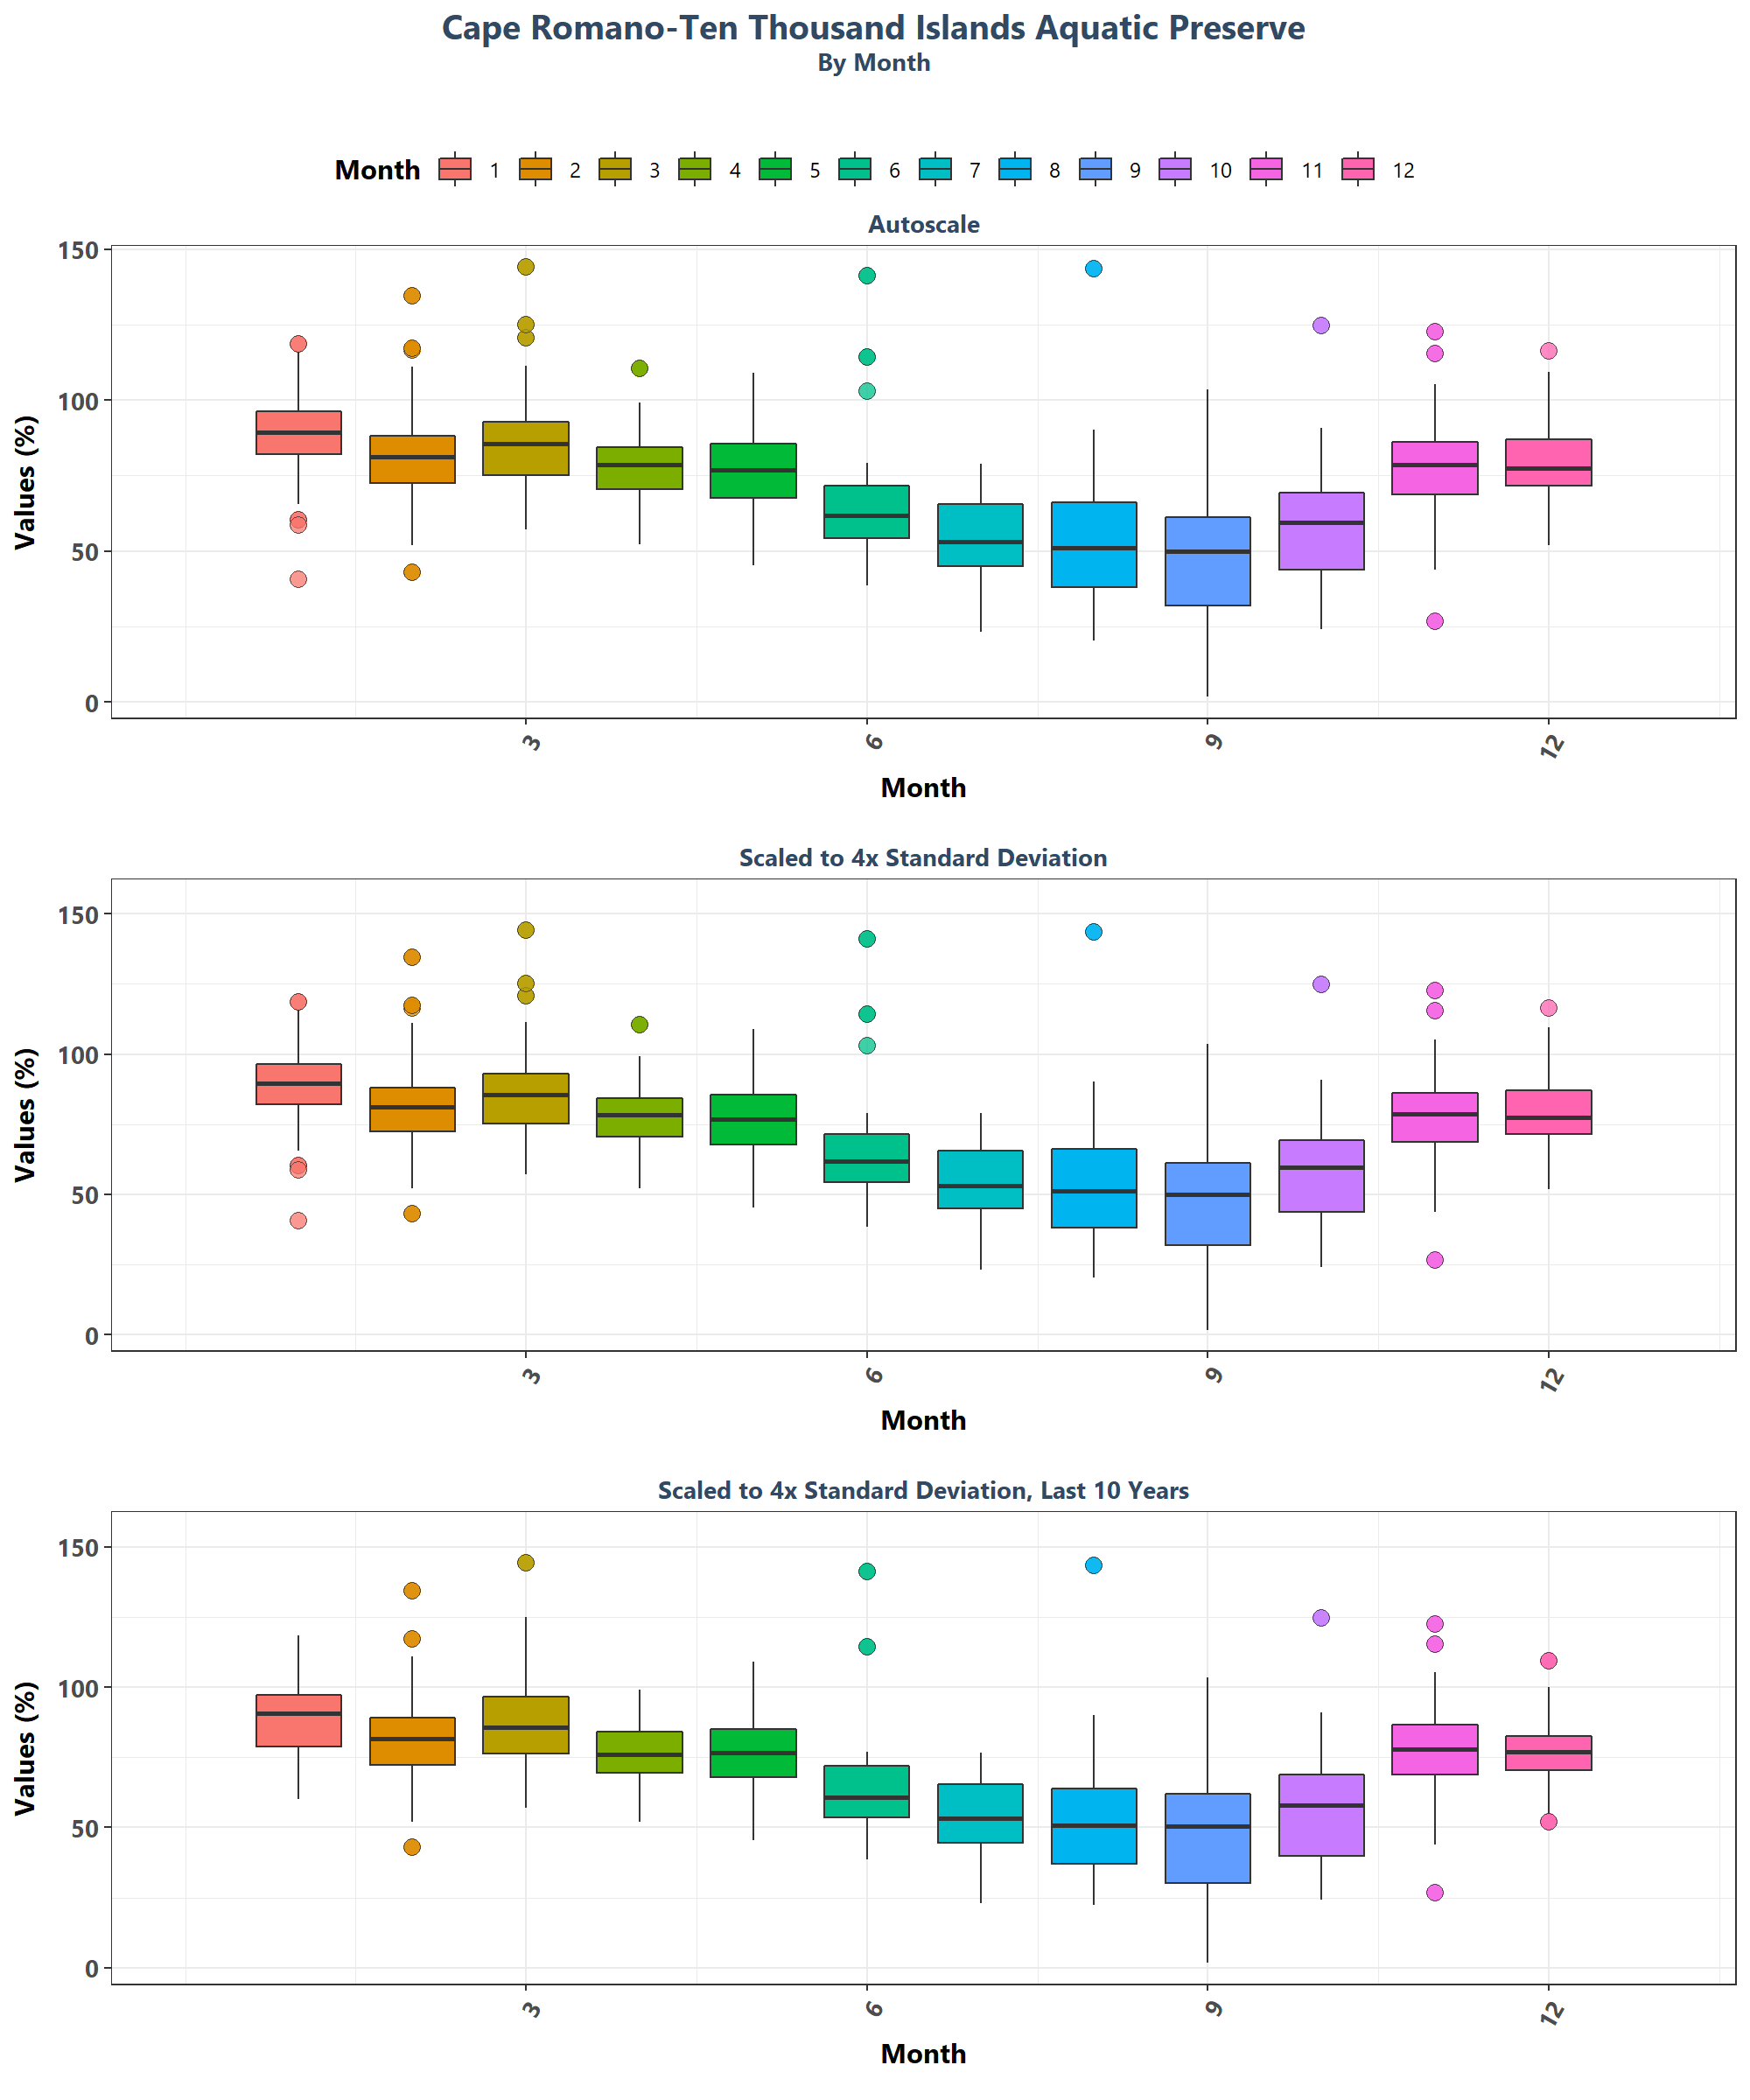 Cape Romano-Ten Thousand Islands Aquatic Preserve
By Month
Month 1 2 3 4 5 6 7 8 9 10 11 12
Autoscale
Values (%)
150
100
50
0
3 6 9 12
Month
Scaled to 4x Standard Deviation
Values (%)
150
100
50
0
3 6 9 12
Month
Scaled to 4x Standard Deviation, Last 10 Years
Values (%)
150
100
50
0
3 6 9 12
Month